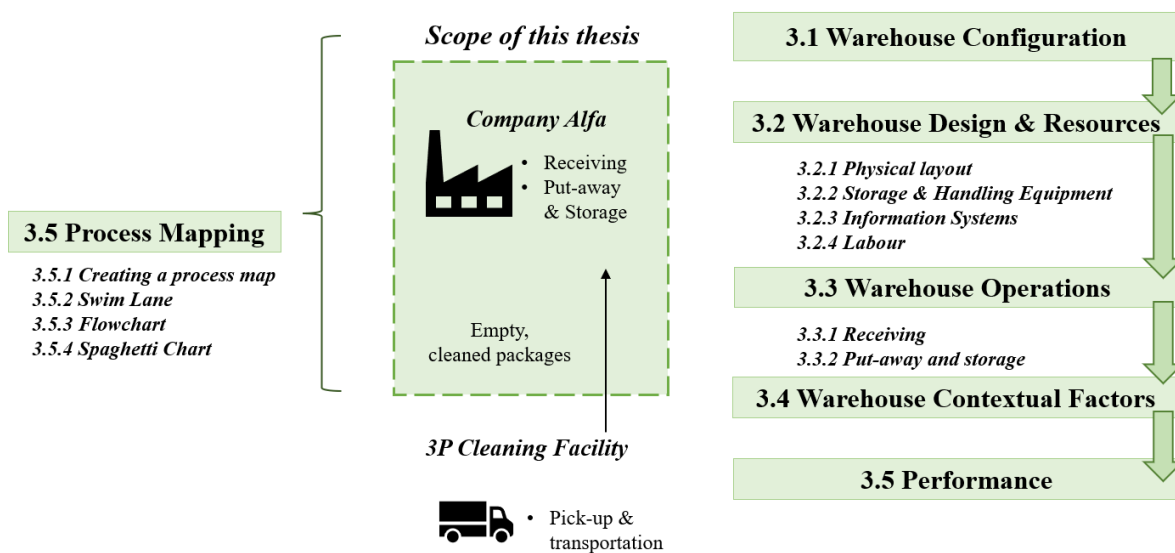 3.5 Process Mapping
3.5.1 Creating a process map
3.5.2 Swim Lane
3.5.3 Flowchart
3.5.4 Spaghetti Chart
Scope of this thesis
Company Alfa
• Receiving
• Put-away
& Storage
Empty,
cleaned packages
3P Cleaning Facility
• Pick-up &
transportation
3.1 Warehouse Configuration
3.2 Warehouse Design & Resources
3.2.1 Physical layout
3.2.2 Storage & Handling Equipment
3.2.3 Information Systems
3.2.4 Labour
3.3 Warehouse Operations
3.3.1 Receiving
3.3.2 Put-away and storage
3.4 Warehouse Contextual Factors
3.5 Performance